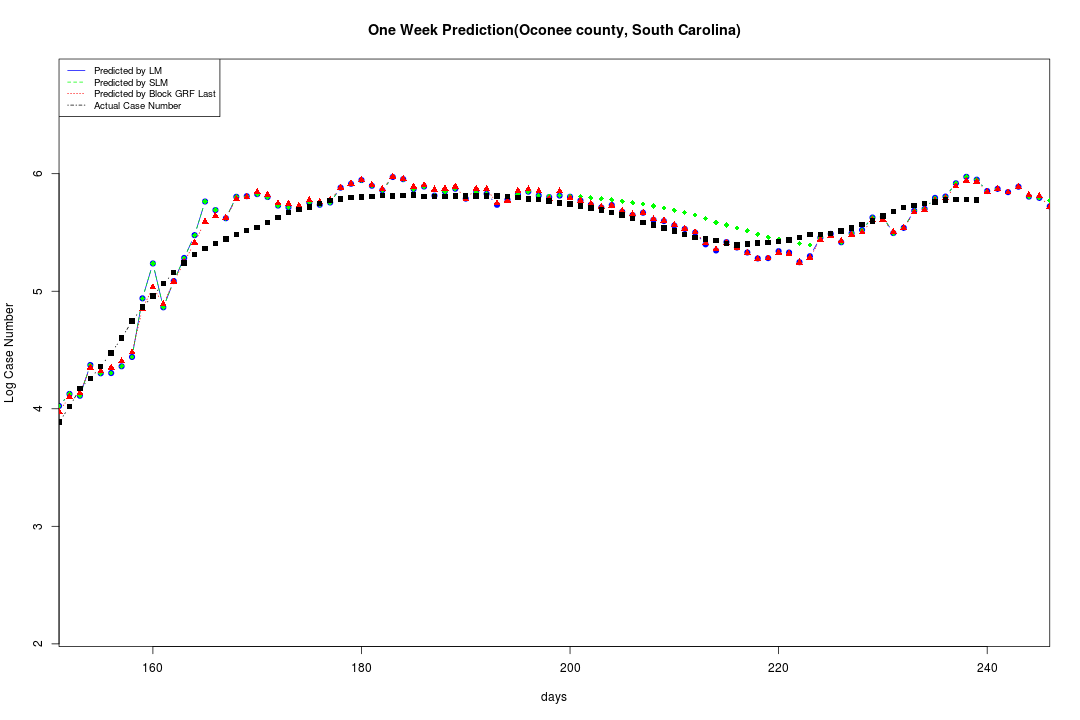 One Week Prediction(Oconee county, South Carolina)
Predicted by LM
Predicted by SLM
Predicted by Block GRF Last
Actual Case Number
Log Case Number
6
5
4
3
2
160 180 200 220 240
days